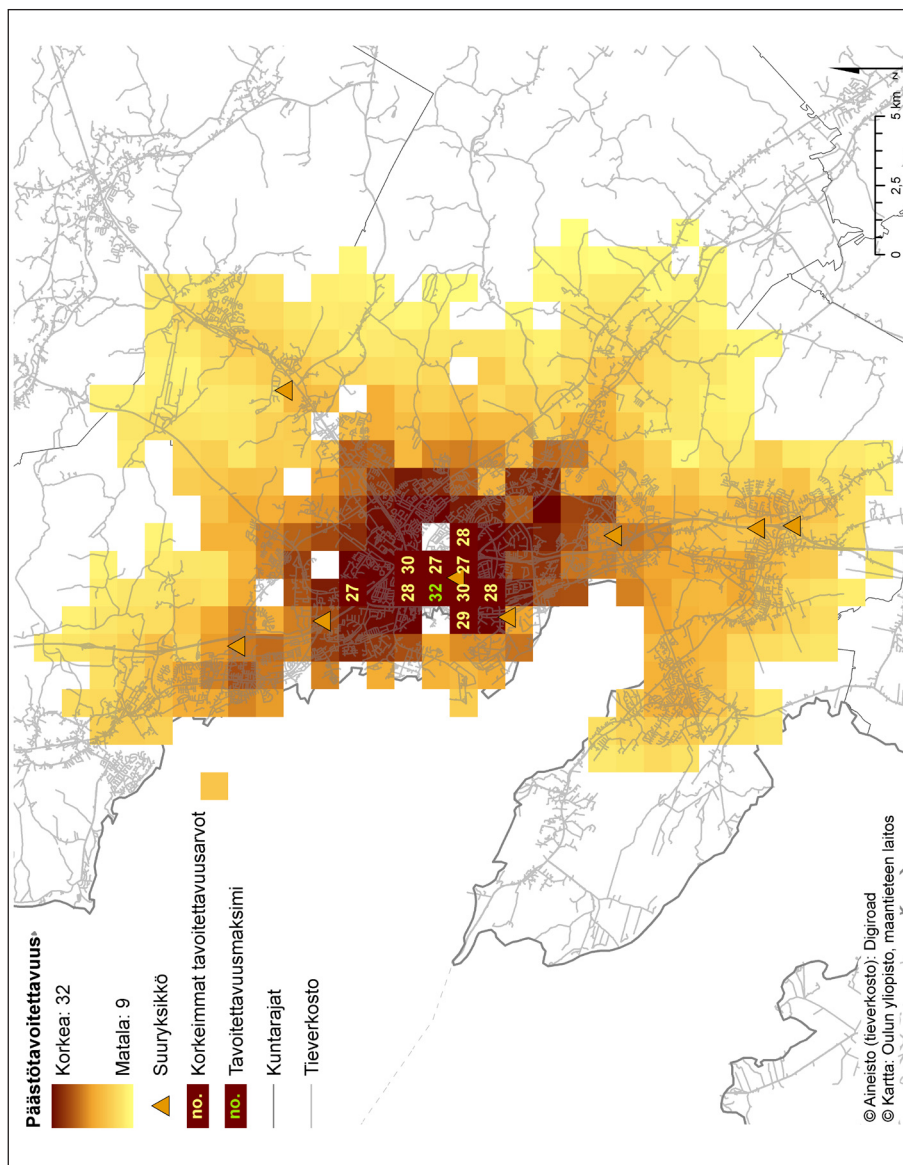 Päästötavoitettavuus
Korkea: 32
Matala: 9
Suuryksikkö
no. Korkeimmat tavoitettavuusarvot
no. Tavoitettavuusmaksimi
Kuntarajat
Tieverkosto
27
28 30
32 27
29 30 27 28
28
0 2,5 5 km
z
© Aineisto (tieverkosto): Digiroad
© Kartta: Oulun yliopisto, maantieteen laitos